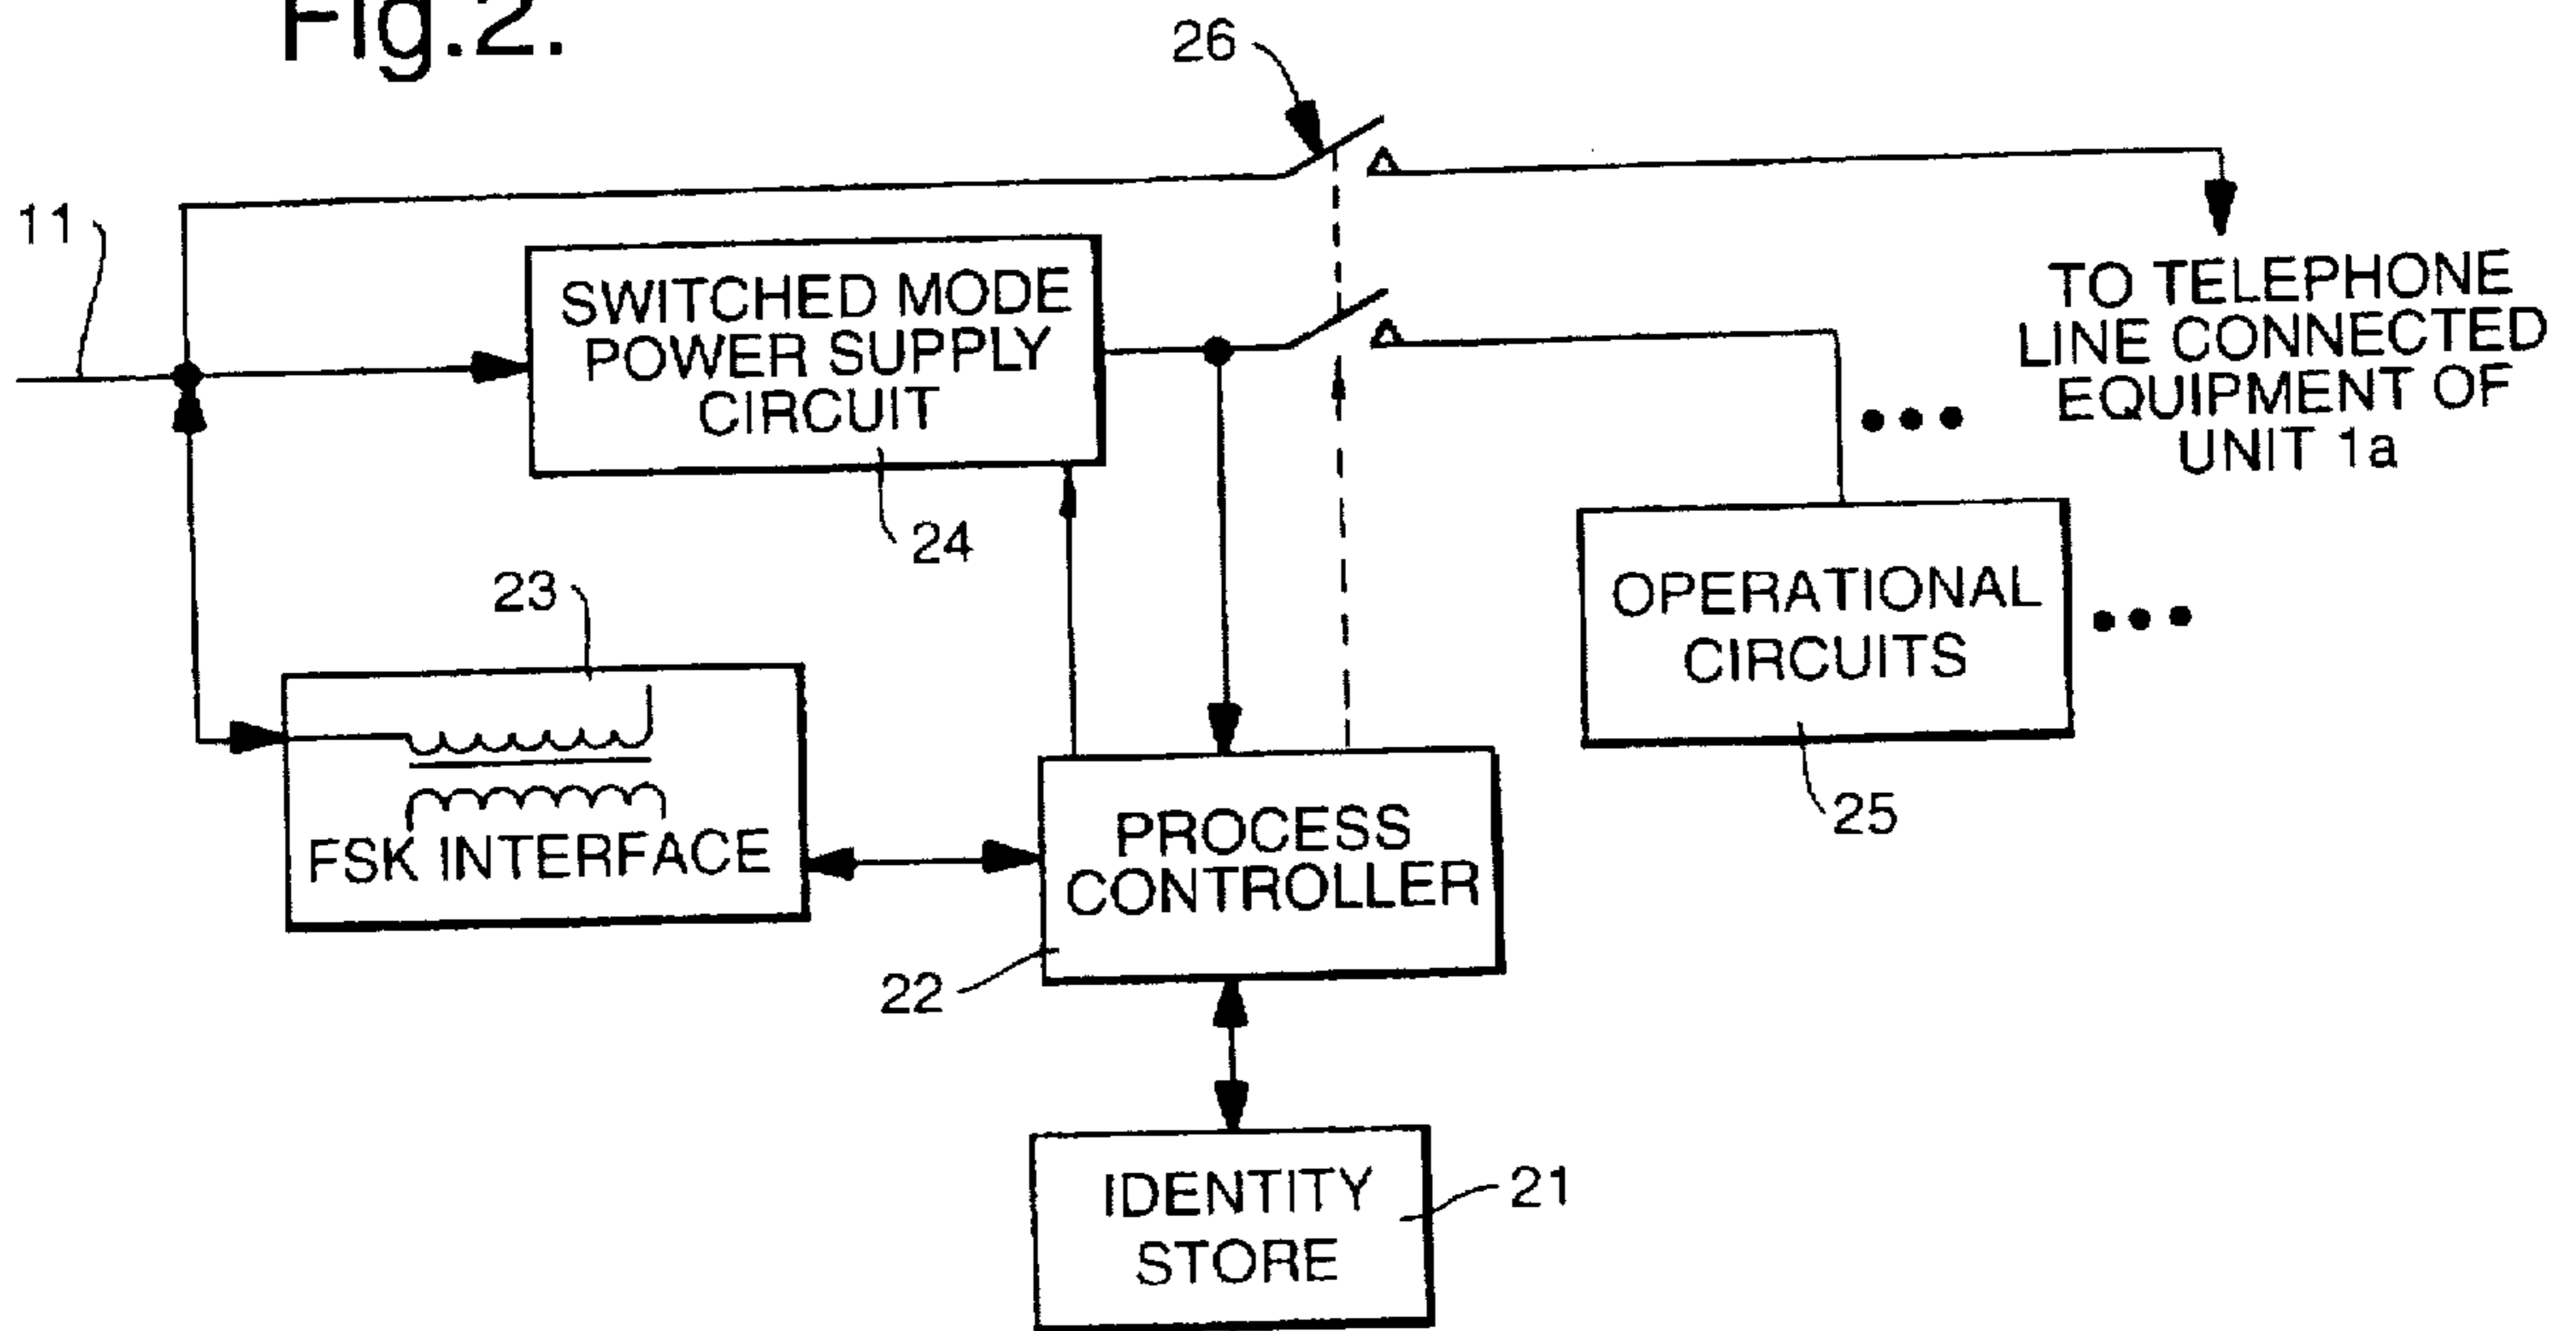 Fig.2.
26
11
SWITCHED MODE
POWER SUPPLY
CIRCUIT
TO TELEPHONE
LINE CONNECTED
EQUIPMENT OF
UNIT 1a
24
23
OPERATIONAL
CIRCUITS
25
FSK INTERFACE
PROCESS
CONTROLLER
22
IDENTITY
STORE
21